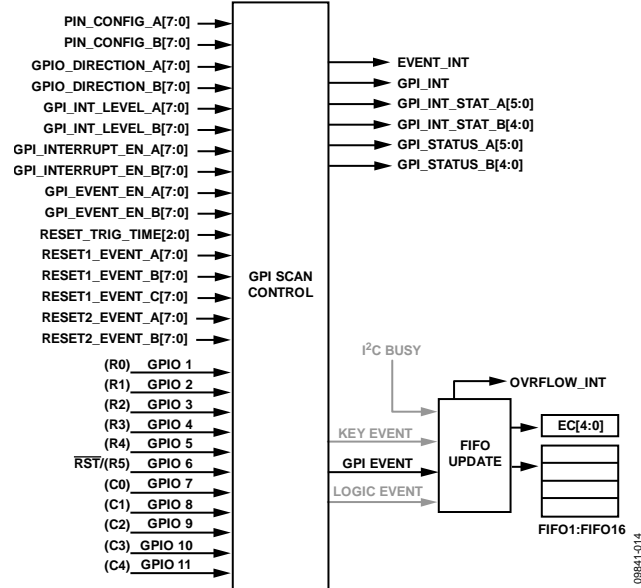 PIN_CONFIG_A[7:0]
PIN_CONFIG_B[7:0]
GPIO_DIRECTION_A[7:0]
GPIO_DIRECTION_B[7:0]
GPI_INT_LEVEL_A[7:0]
GPI_INT_LEVEL_B[7:0]
GPI_INTERRUPT_EN_A[7:0]
GPI_INTERRUPT_EN_B[7:0]
GPI_EVENT_EN_A[7:0]
GPI_EVENT_EN_B[7:0]
RESET_TRIG_TIME[2:0]
RESET1_EVENT_A[7:0]
RESET1_EVENT_B[7:0]
RESET1_EVENT_C[7:0]
RESET2_EVENT_A[7:0]
RESET2_EVENT_B[7:0]
(R0) GPIO 1
(R1) GPIO 2
(R2) GPIO 3
(R3) GPIO 4
(R4) GPIO 5
RST/(R5) GPIO 6
(C0) GPIO 7
(C1) GPIO 8
(C2) GPIO 9
(C3) GPIO 10
(C4) GPIO 11
GPI SCAN
CONTROL
EVENT_INT
GPI_INT
GPI_INT_STAT_A[5:0]
GPI_INT_STAT_B[4:0]
GPI_STATUS_A[5:0]
GPI_STATUS_B[4:0]
I2C BUSY
KEY EVENT
GPI EVENT
LOGIC EVENT
FIFO
UPDATE
OVRFLOW_INT
EC[4:0]
FIFO1:FIFO16
09841-014